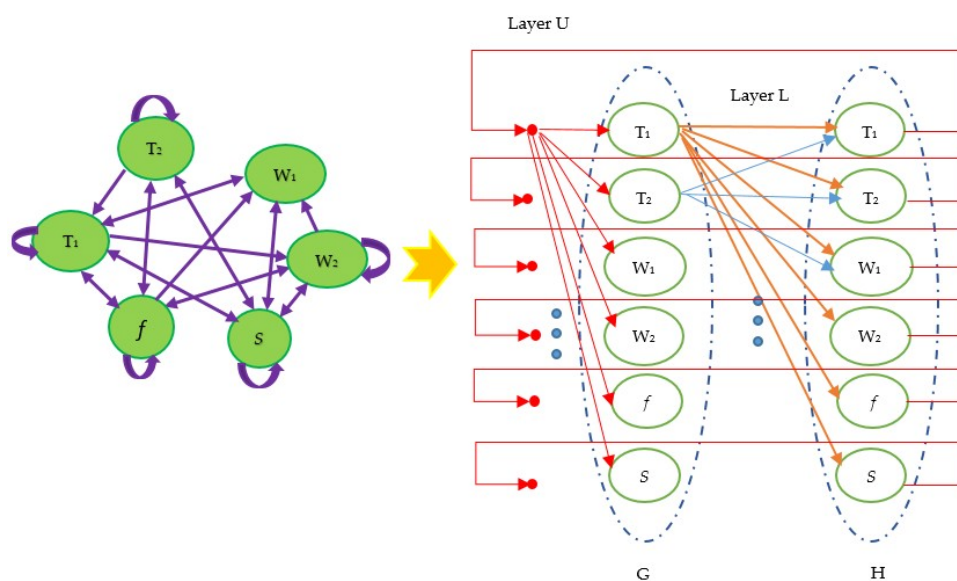 Layer U
Layer L
T₂
W₁
T₁
W₂
f
S
T₁
T₂
W₁
W₂
f
S
T₁
T₂
W₁
W₂
f
S
G
H